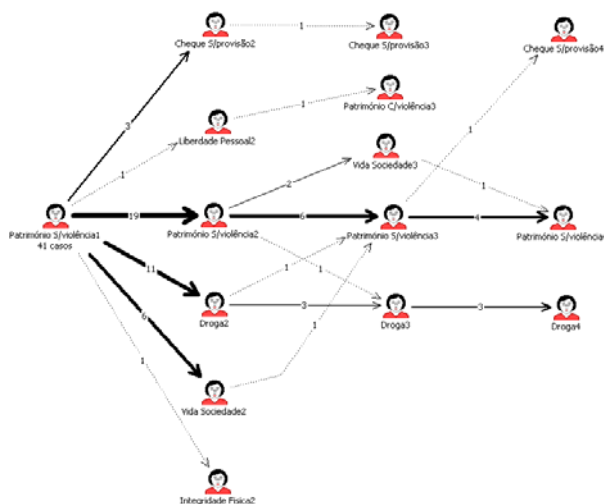 Cheque S/provisão2
1
Cheque S/provisão3
Cheque S/provisão4
3
Liberdade Pessoal2
1
Património C/violência3
1
1
Vida Sociedade3
2
1
Património S/violência1
41 casos
19
Património S/violência2
6
Património S/violência3
4
Património S/violência
11
1
1
Droga2
3
Droga3
3
Droga4
6
1
1
Vida Sociedade2
Integridade Física2